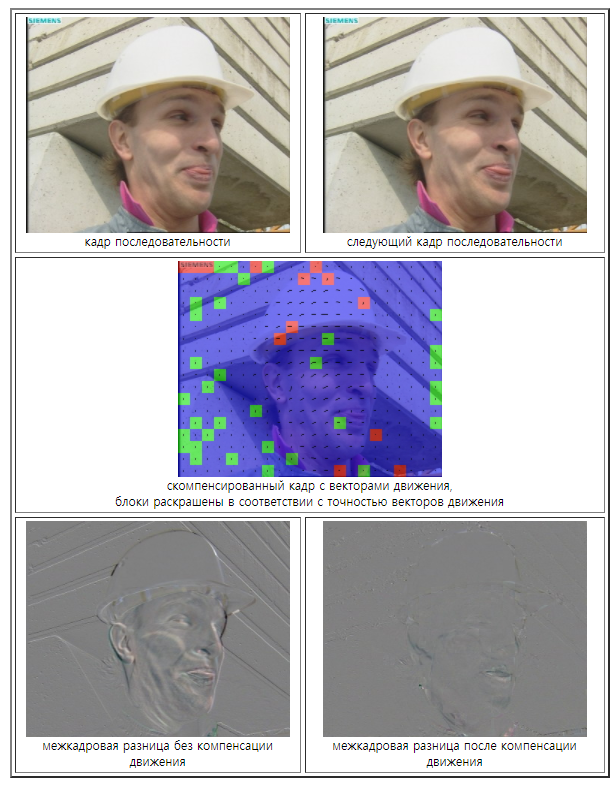 SIEMENS
SIEMENS
кадр последовательности
следующий кадр последовательности
SIEMENS
скомпенсированный кадр с векторами движения,
блоки раскрашены в соответствии с точностью векторов движения
межкадровая разница без компенсации
движения
межкадровая разница после компенсации
движения